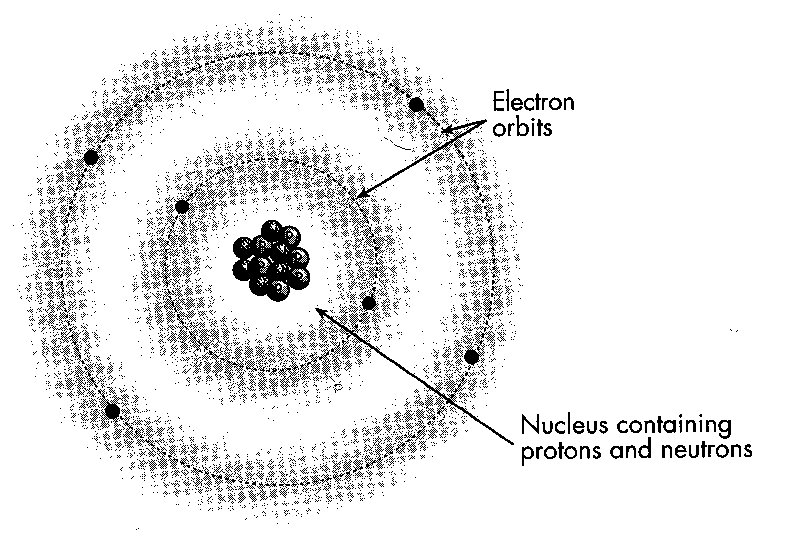 Electron
orbits
Nucleus containing
protons and neutrons